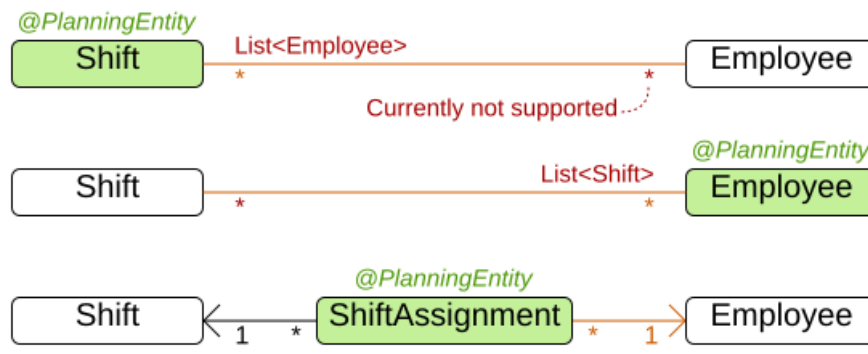 @PlanningEntity
Shift
List<Employee>
*
*
Employee
Currently not supported
@PlanningEntity
Shift
*
List<Shift>
*
Employee
@PlanningEntity
Shift
1
*
ShiftAssignment
*
1
Employee